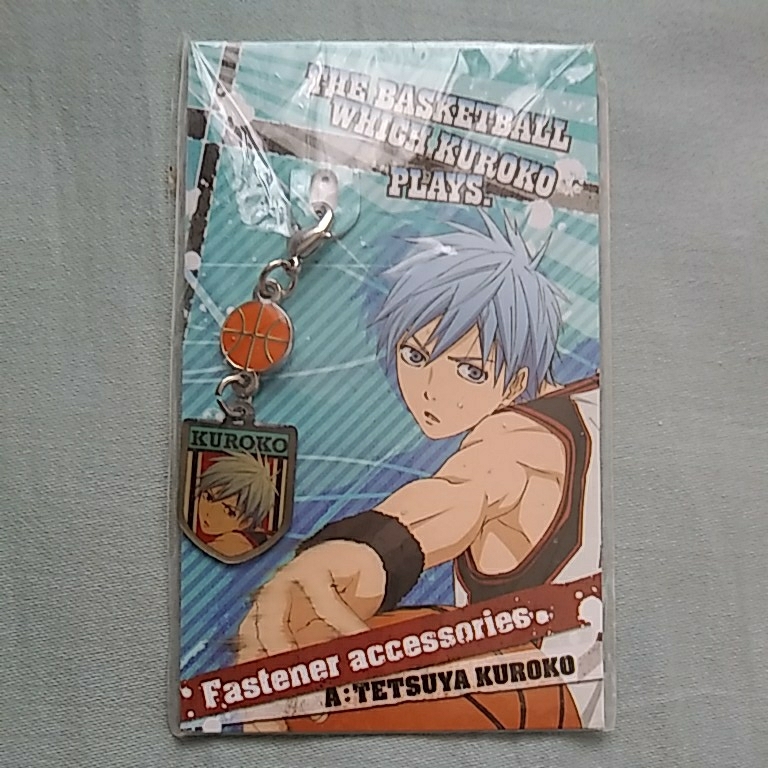 THE BASKETBALL
WHICH KUROKO
PLAYS.
KUROKO
Fastener accessories
A:TETSUYA KUROKO